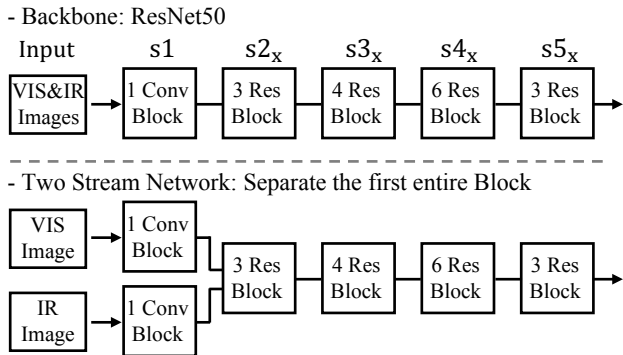 - Backbone: ResNet50
Input s1 s2x s3x s4x s5x
VIS&IR Images
1 Conv Block
3 Res Block
4 Res Block
6 Res Block
3 Res Block
- Two Stream Network: Separate the first entire Block
VIS Image
1 Conv Block
IR Image
1 Conv Block
3 Res Block
4 Res Block
6 Res Block
3 Res Block